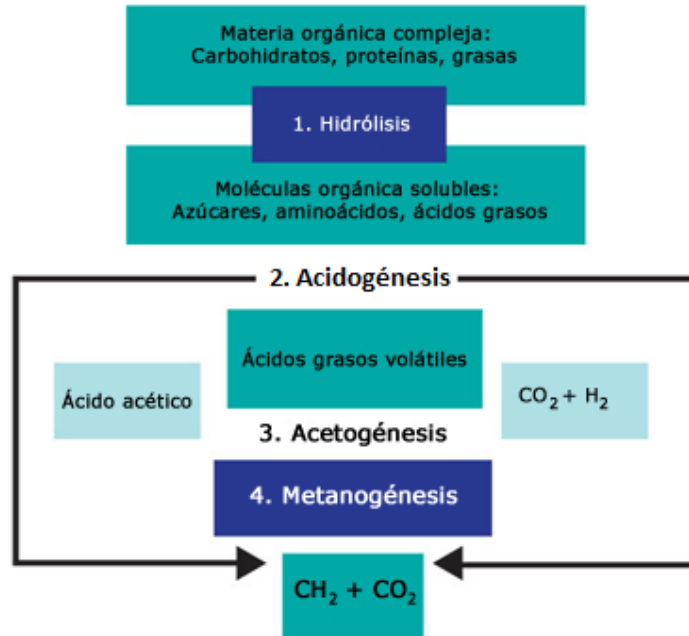 Materia orgánica compleja:
Carbohidratos, proteínas, grasas
1. Hidrólisis
Moléculas orgánica solubles:
Azúcares, aminoácidos, ácidos grasos
2. Acidogénesis
Ácidos grasos volátiles
Ácido acético
CO₂ + H₂
3. Acetogénesis
4. Metanogénesis
CH₂ + CO₂